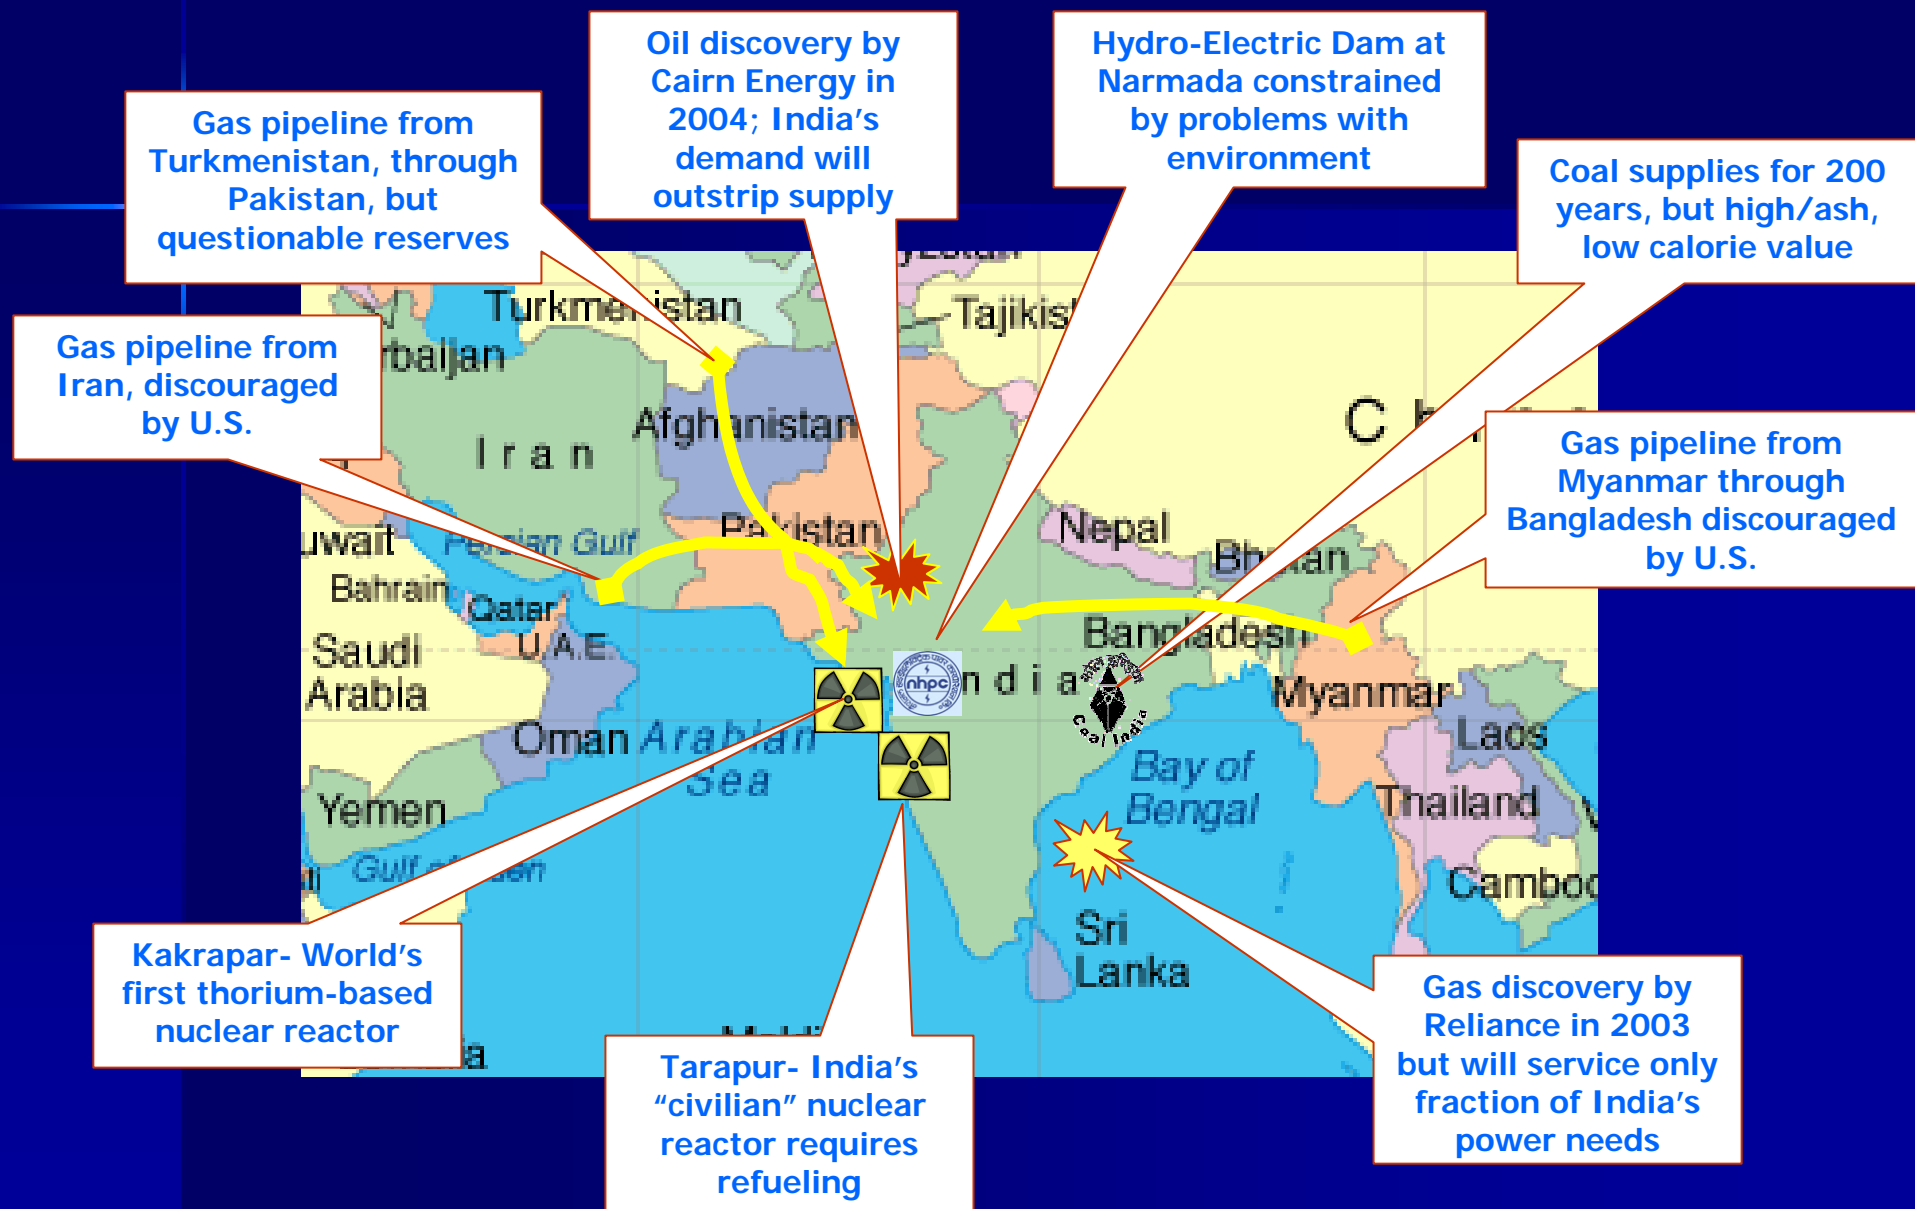 Oil discovery by
Cairn Energy in
2004; India's
demand will
outstrip supply
Hydro-Electric Dam at
Narmada constrained
by problems with
environment
Gas pipeline from
Turkmenistan, through
Pakistan, but
questionable reserves
Coal supplies for 200
years, but high/ash,
low calorie value
Gas pipeline from
Iran, discouraged
by U.S.
Gas pipeline from
Myanmar through
Bangladesh discouraged
by U.S.
Turkmenistan
Tajikis
rbaijan
Afghanistan
Iran
C
Pakistan
Nepal
Bhutan
uwait
Persian Gulf
Bahrain
Qatar
U.A.E.
Bangladesh
Saudi
Arabia
nhpc
ndia
Coal India
Myanmar
Laos
Oman
Arabian
Sea
Bay of
Bengal
Yemen
Thailand
Gulf of
Camboc
Sri
Lanka
Kakrapar- World's
first thorium-based
nuclear reactor
Tarapur- India's
“civilian” nuclear
reactor requires
refueling
Gas discovery by
Reliance in 2003
but will service only
fraction of India's
power needs